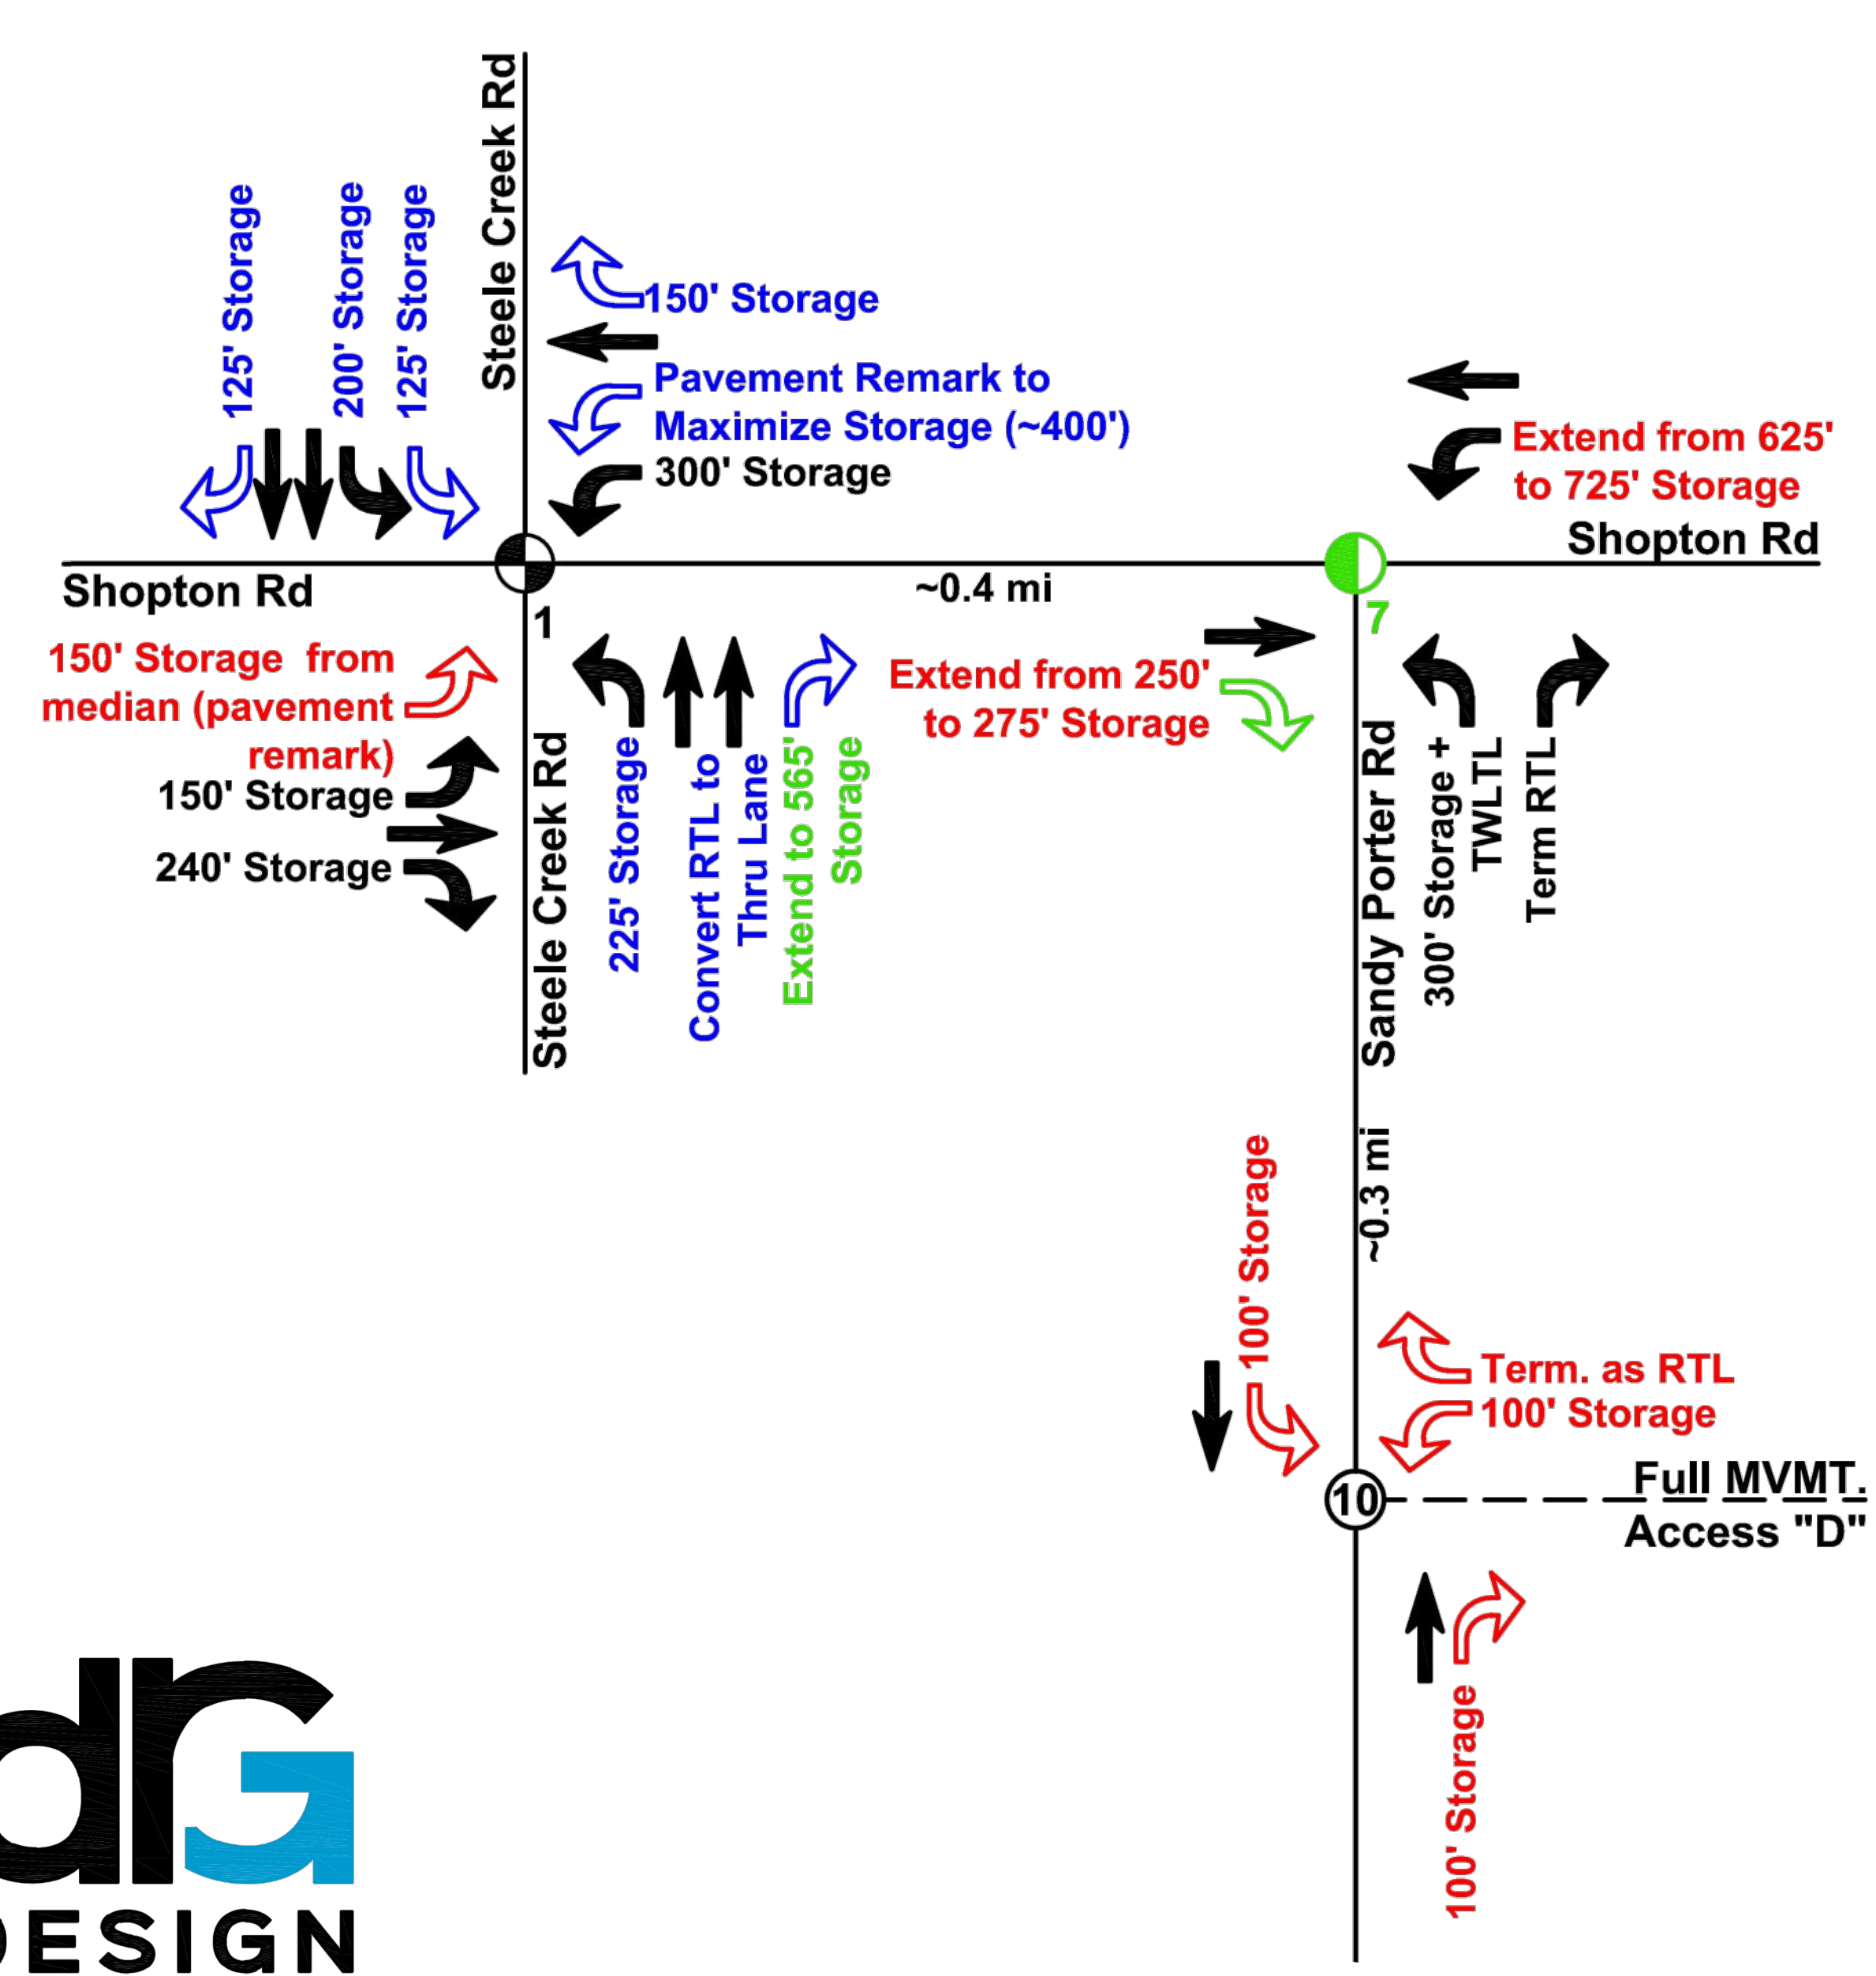 Steele Creek Rd
125' Storage
200' Storage
125' Storage
150' Storage
Pavement Remark to
Maximize Storage (~400')
300' Storage
Extend from 625'
to 725' Storage
Shopton Rd
Shopton Rd
~0.4 mi
1
7
150' Storage from
median (pavement
remark)
150' Storage
240' Storage
Steele Creek Rd
225' Storage
Convert RTL to
Thru Lane
Extend to 565'
Storage
Extend from 250'
to 275' Storage
Sandy Porter Rd
300' Storage +
TWLTL
Term RTL
~0.3 mi
100' Storage
Term. as RTL
100' Storage
10
Full MVMT.
Access "D"
100' Storage
DESIGN